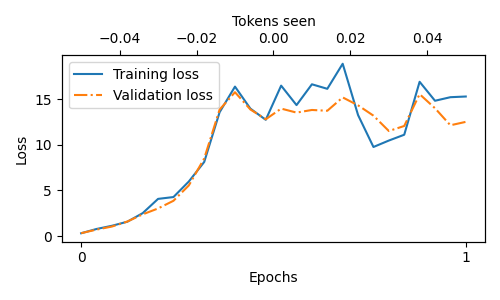 Tokens seen
−0.04 −0.02 0.00 0.02 0.04
Training loss
Validation loss
15
10
5
0
Loss
0 1
Epochs